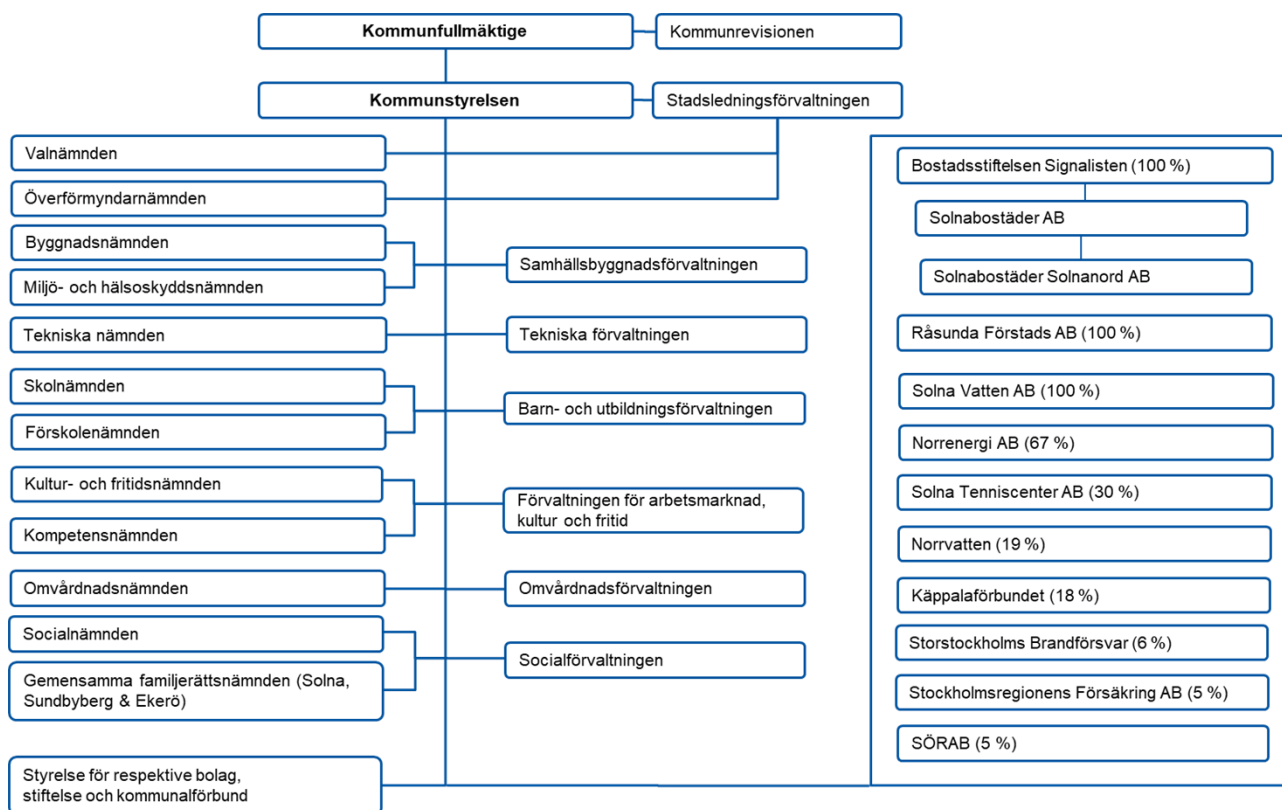 Kommunfullmäktige
Kommunrevisionen
Kommunstyrelsen
Stadsledningsförvaltningen
Valnämnden
Överförmyndarnämnden
Byggnadsnämnden
Miljö- och hälsoskyddsnämnden
Samhällsbyggnadsförvaltningen
Tekniska nämnden
Tekniska förvaltningen
Skolnämnden
Förskolenämnden
Barn- och utbildningsförvaltningen
Kultur- och fritidsnämnden
Kompetensnämnden
Förvaltningen för arbetsmarknad,
kultur och fritid
Omvårdnadsnämnden
Omvårdnadsförvaltningen
Socialnämnden
Gemensamma familjerättsnämnden (Solna,
Sundbyberg & Ekerö)
Socialförvaltningen
Styrelse för respektive bolag,
stiftelse och kommunalförbund
Bostadsstiftelsen Signalisten (100 %)
Solnabostäder AB
Solnabostäder Solnanord AB
Råsunda Förstads AB (100 %)
Solna Vatten AB (100 %)
Norrenergi AB (67 %)
Solna Tenniscenter AB (30 %)
Norrvatten (19 %)
Käppalaförbundet (18 %)
Storstockholms Brandförsvar (6 %)
Stockholmsregionens Försäkring AB (5 %)
SÖRAB (5 %)